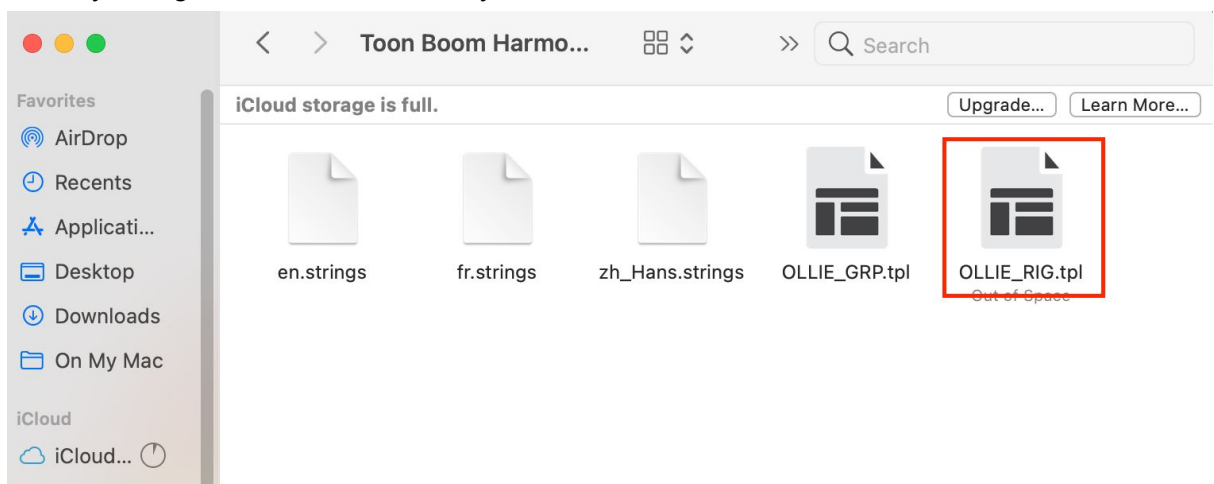 Toon Boom Harmo...
Search
Favorites
iCloud storage is full.
Upgrade...
Learn More...
AirDrop
Recents
Applicati...
Desktop
Downloads
On My Mac
en.strings
fr.strings
zh_Hans.strings
OLLIE_GRP.tpl
OLLIE_RIG.tpl
Out of Space
iCloud
iCloud...